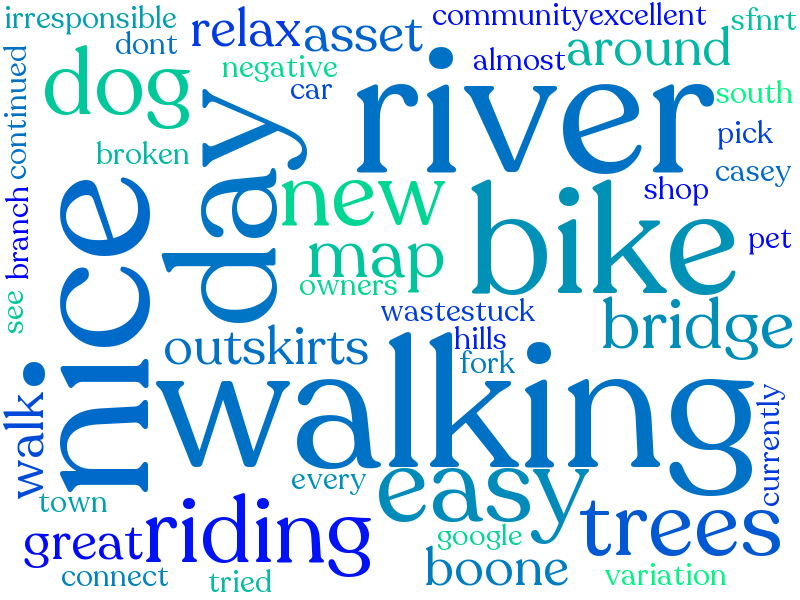 irresponsible
relax
asset
communityexcellent
sfnrt
dont
almost
around
continued
dog
negative
river
car
south
day
pick
broken
casey
new
nice
bike
shop
branch
map
pet
owners
see
wastestuck
bridge
outskirts
hills
fork
walking
walk
currently
every
easy
town
riding
trees
great
google
boone
connect
tried
variation